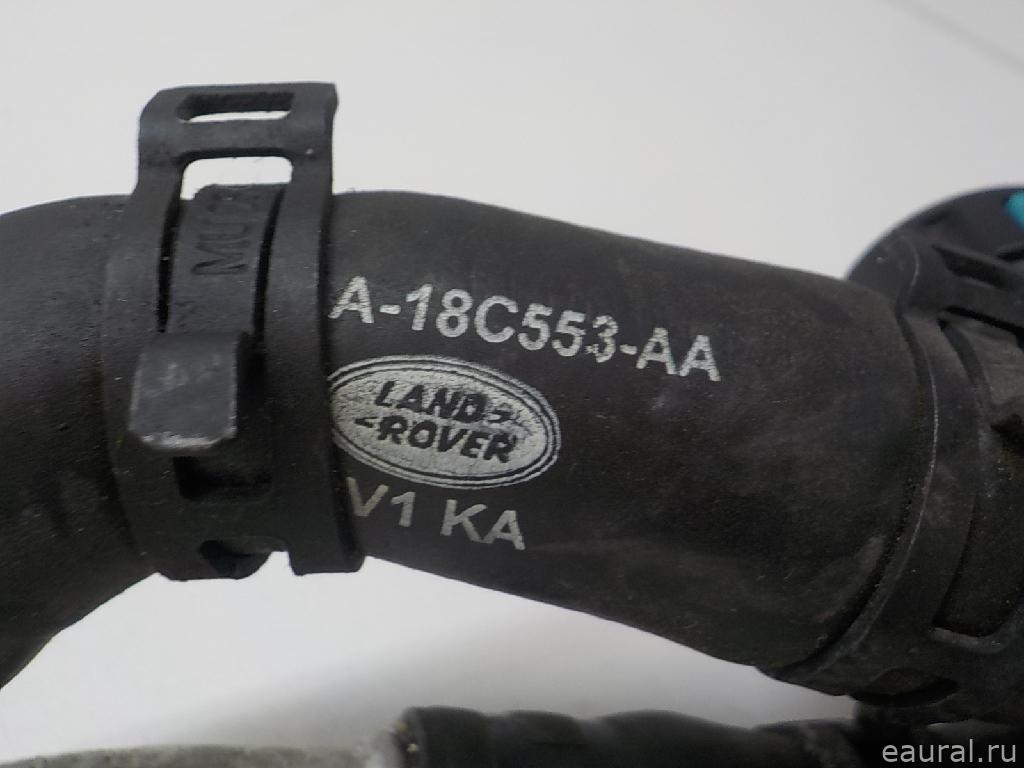 A-18C553-AA
LAND
ROVER
V1 KA
eaural.ru